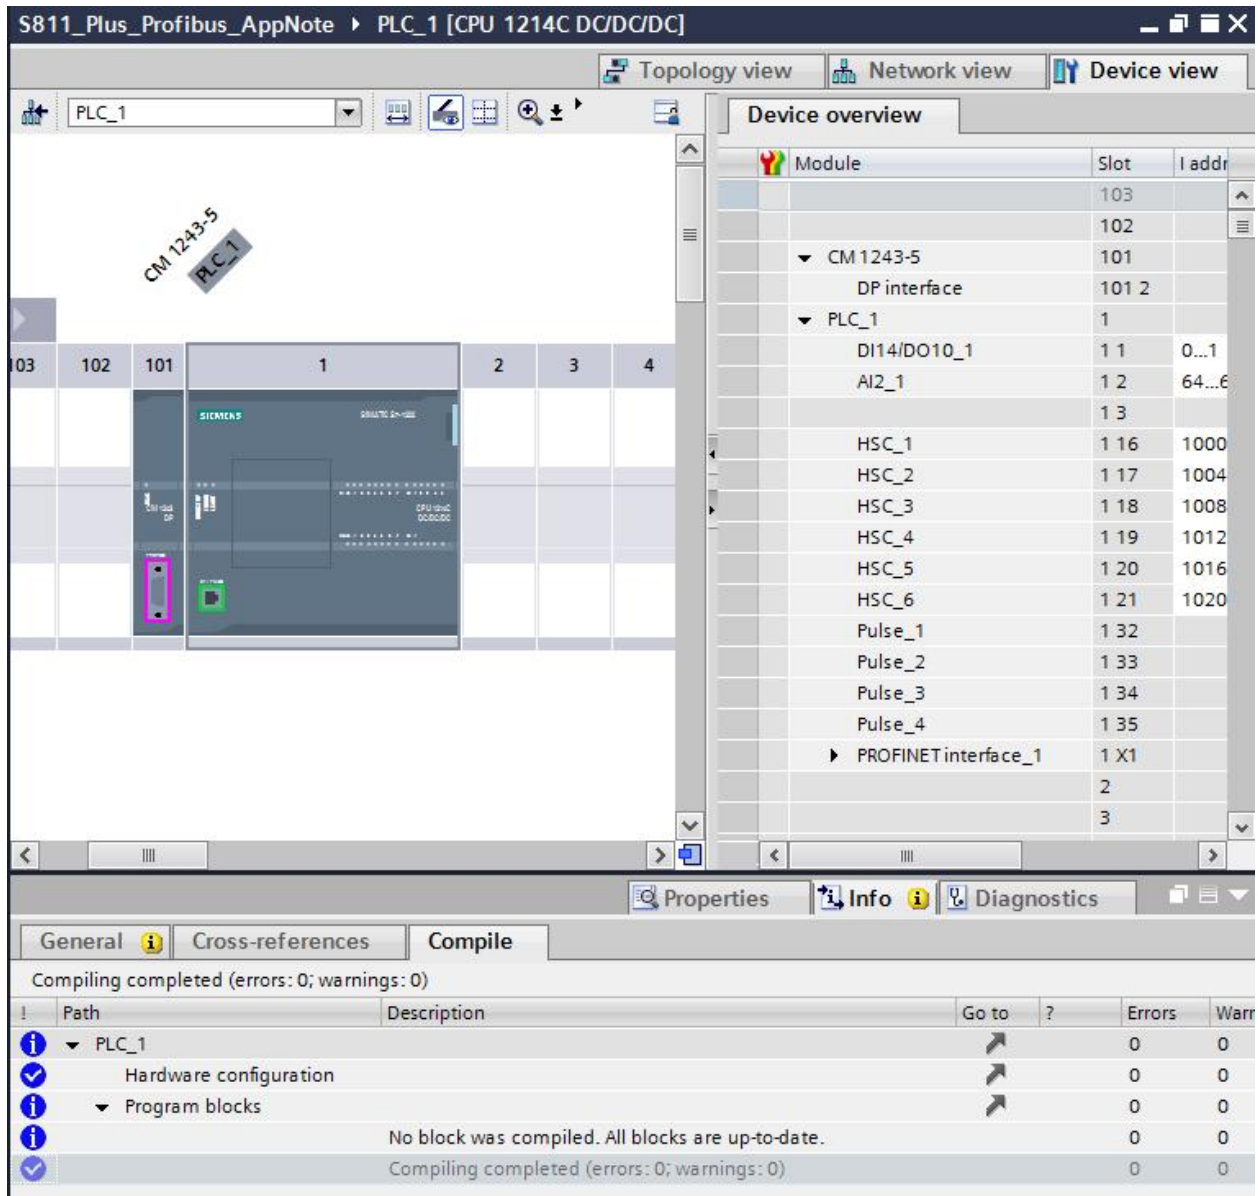 S811_Plus_Profibus_AppNote ▸ PLC_1 [CPU 1214C DC/DC/DC]
Topology view Network view Device view
PLC_1
Device overview
Module Slot I addr
103
102
CM 1243-5 101
DP interface 101 2
PLC_1 1
DI14/DO10_1 1 1 0...1
AI2_1 1 2 64...6
1 3
HSC_1 1 16 1000
HSC_2 1 17 1004
HSC_3 1 18 1008
HSC_4 1 19 1012
HSC_5 1 20 1016
HSC_6 1 21 1020
Pulse_1 1 32
Pulse_2 1 33
Pulse_3 1 34
Pulse_4 1 35
PROFINET interface_1 1 X1
2
3
CM 1243-5
PLC_1
103 102 101 1 2 3 4
SIEMENS
CPU 1214C
DC/DC/DC
Properties Info Diagnostics
General Cross-references Compile
Compiling completed (errors: 0; warnings: 0)
! Path Description Go to ? Errors Warr
PLC_1 0 0
Hardware configuration 0 0
Program blocks 0 0
No block was compiled. All blocks are up-to-date. 0 0
Compiling completed (errors: 0; warnings: 0) 0 0